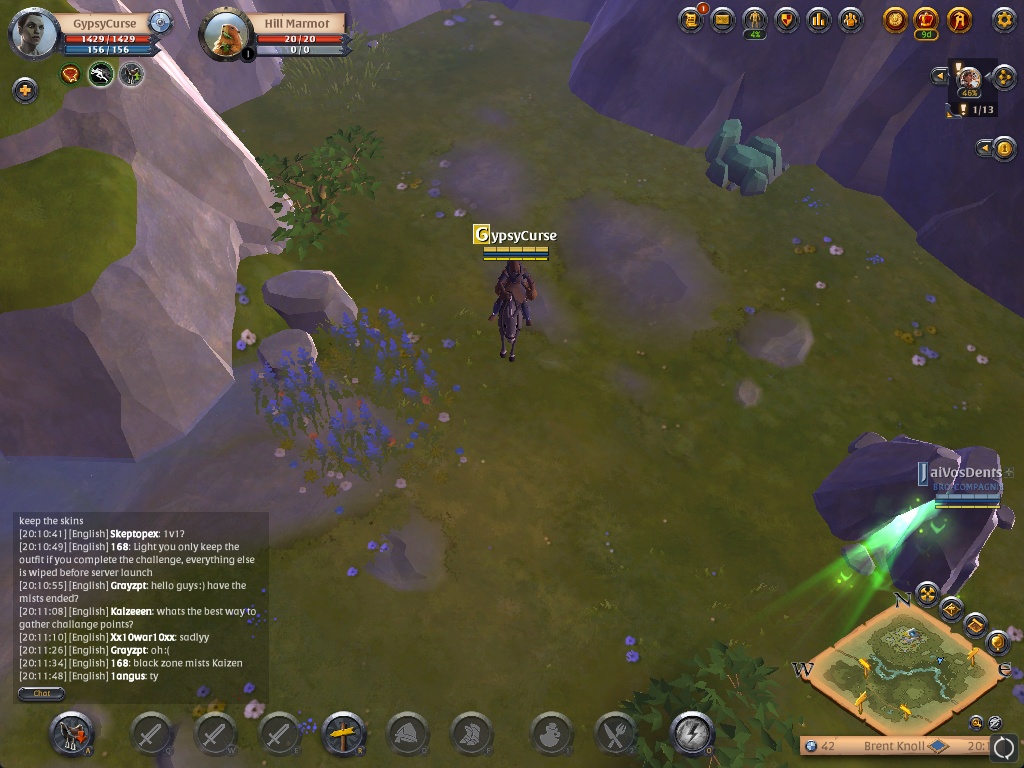 GypsyCurse
1429/1429
156/156
Hill Marmot
20/20
0/0
1
1
4%
9d
46%
1/13
1
GypsyCurse
aiVosDents
keep the skins
[20:10:41] [English] Skeptopex: 1v1?
[20:10:49] [English] 168: Light you only keep the
outfit if you complete the challenge, everything else
is wiped before server launch
[20:10:55] [English] Grayzpt: hello guys:) have the
mists ended?
[20:11:08] [English] Kaizeeen: whats the best way to
gather challange points?
[20:11:10] [English] Xx10war10xx: sadlyy
[20:11:26] [English] Grayzpt: oh:(
[20:11:34] [English] 168: black zone mists Kaizen
[20:11:48] [English] 1angus: ty
Chat
N
W
E
A
Q
W
E
R
D
F
42
Brent Knoll
20: